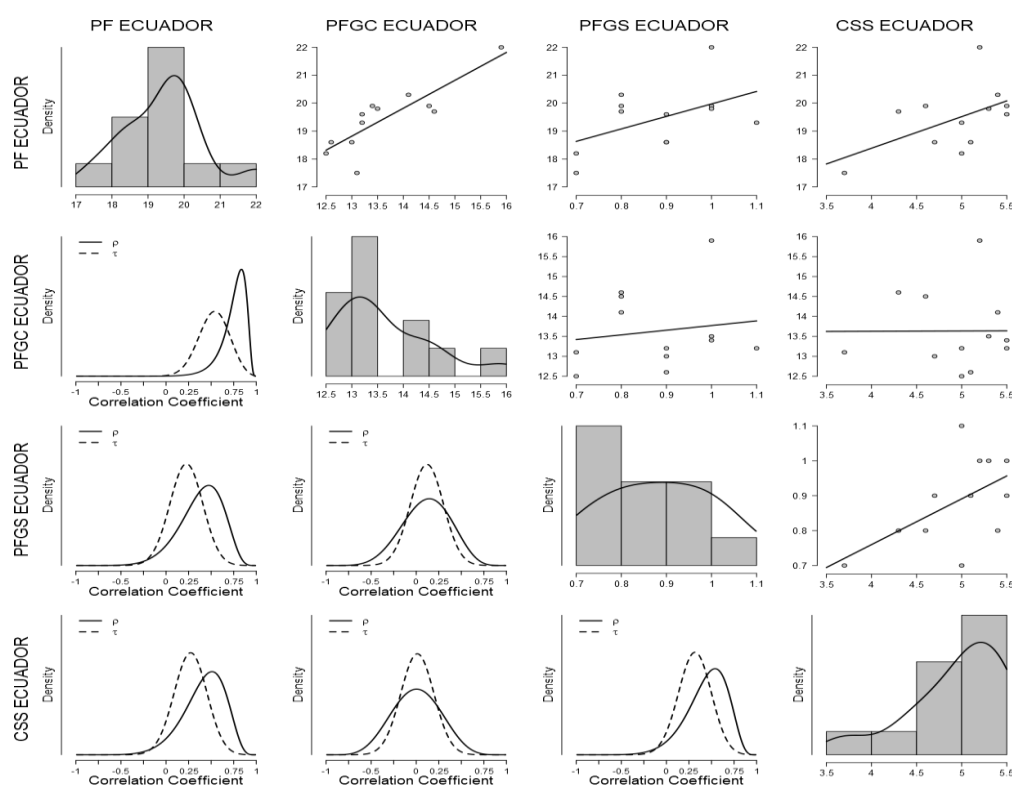 PF ECUADOR PFGC ECUADOR PFGS ECUADOR CSS ECUADOR
PF ECUADOR
Density
17 18 19 20 21 22
22
21
20
19
18
17
12.5 13 13.5 14 14.5 15 15.5 16
22
21
20
19
18
17
0.7 0.8 0.9 1 1.1
22
21
20
19
18
17
3.5 4 4.5 5 5.5
PFGC ECUADOR
Density
ρ
τ
-1 -0.5 0 0.25 0.75 1
Correlation Coefficient
Density
12.5 13 13.5 14 14.5 15 15.5 16
16
15.5
15
14.5
14
13.5
13
12.5
0.7 0.8 0.9 1 1.1
16
15.5
15
14.5
14
13.5
13
12.5
3.5 4 4.5 5 5.5
PFGS ECUADOR
Density
ρ
τ
-1 -0.5 0 0.25 0.75 1
Correlation Coefficient
Density
ρ
τ
-1 -0.5 0 0.25 0.75 1
Correlation Coefficient
Density
0.7 0.8 0.9 1 1.1
1.1
1
0.9
0.8
0.7
3.5 4 4.5 5 5.5
CSS ECUADOR
Density
ρ
τ
-1 -0.5 0 0.25 0.75 1
Correlation Coefficient
Density
ρ
τ
-1 -0.5 0 0.25 0.75 1
Correlation Coefficient
Density
ρ
τ
-1 -0.5 0 0.25 0.75 1
Correlation Coefficient
Density
3.5 4 4.5 5 5.5